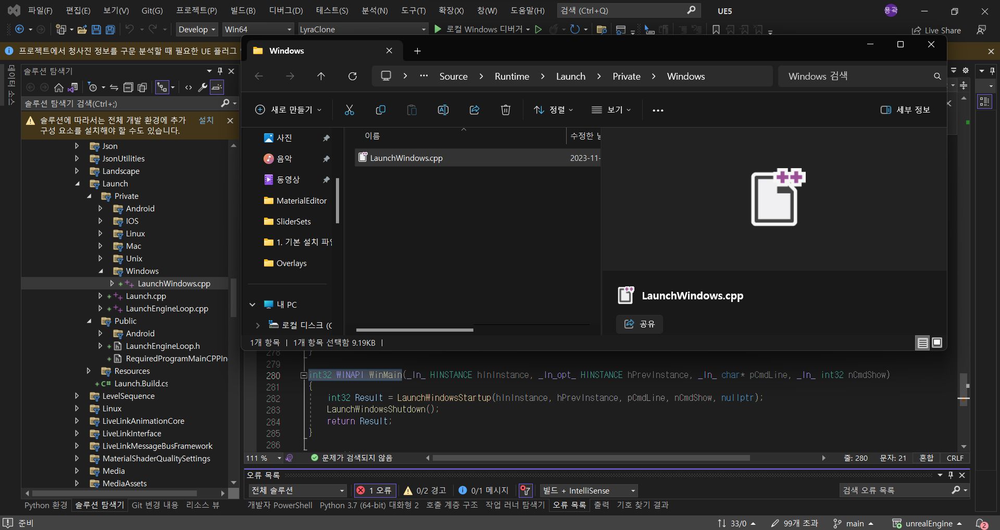 파일(F) 편집(E) 보기(V) Git(G) 프로젝트(P) 빌드(B) 디버그(D) 테스트(S) 분석(N) 도구(T) 확장(X) 창(W) 도움말(H) 검색 (Ctrl+Q) UE5 용곽
Develop Win64 LyraClone 로컬 Windows 디버거 Live Share
프로젝트에서 청사진 정보를 구문 분석할 때 필요한 UE 플러그
데이터 소스
솔루션 탐색기
솔루션 탐색기 검색(Ctrl+;)
솔루션에 따라서는 전체 개발 환경에 추가 설치
구성 요소를 설치해야 할 수도 있습니다.
Json
JsonUtilities
Landscape
Launch
Private
Android
IOS
Linux
Mac
Unix
Windows
LaunchWindows.cpp
Launch.cpp
LaunchEngineLoop.cpp
Public
Android
LaunchEngineLoop.h
RequiredProgramMainCPPIn
Resources
Launch.Build.cs
LevelSequence
Linux
LiveLinkAnimationCore
LiveLinkInterface
LiveLinkMessageBusFramework
MaterialShaderQualitySettings
Media
MediaAssets
Python 환경 솔루션 탐색기 Git 변경 내용 리소스 뷰
Windows
Source > Runtime > Launch > Private > Windows
Windows 검색
새로 만들기 정렬 보기 세부 정보
사진
음악
동영상
MaterialEditor
SliderSets
1. 기본 설치 파일
Overlays
내 PC
로컬 디스크 (C
이름 수정한 날
LaunchWindows.cpp 2023-11-
LaunchWindows.cpp
공유
1개 항목 1개 항목 선택함 9.19KB
278 }
279
280 int32 WINAPI WinMain(_In_ HINSTANCE hInInstance, _In_opt_ HINSTANCE hPrevInstance, _In_ char* pCmdLine, _In_ int32 nCmdShow)
281 {
282 int32 Result = LaunchWindowsStartup(hInInstance, hPrevInstance, pCmdLine, nCmdShow, nullptr);
283 LaunchWindowsShutdown();
284 return Result;
285 }
286
111 % 문제가 검색되지 않음 줄: 280 문자: 21 혼합 CRLF
오류 목록
전체 솔루션 1 오류 0/2 경고 0/1 메시지 빌드 + IntelliSense 검색 오류 목록
개발자 PowerShell Python 3.7 (64-bit) 대화형 2 호출 계층 구조 작업 러너 탐색기 오류 목록 출력 기호 찾기 결과
준비 33/0 99개 초과 main unrealEngine 2